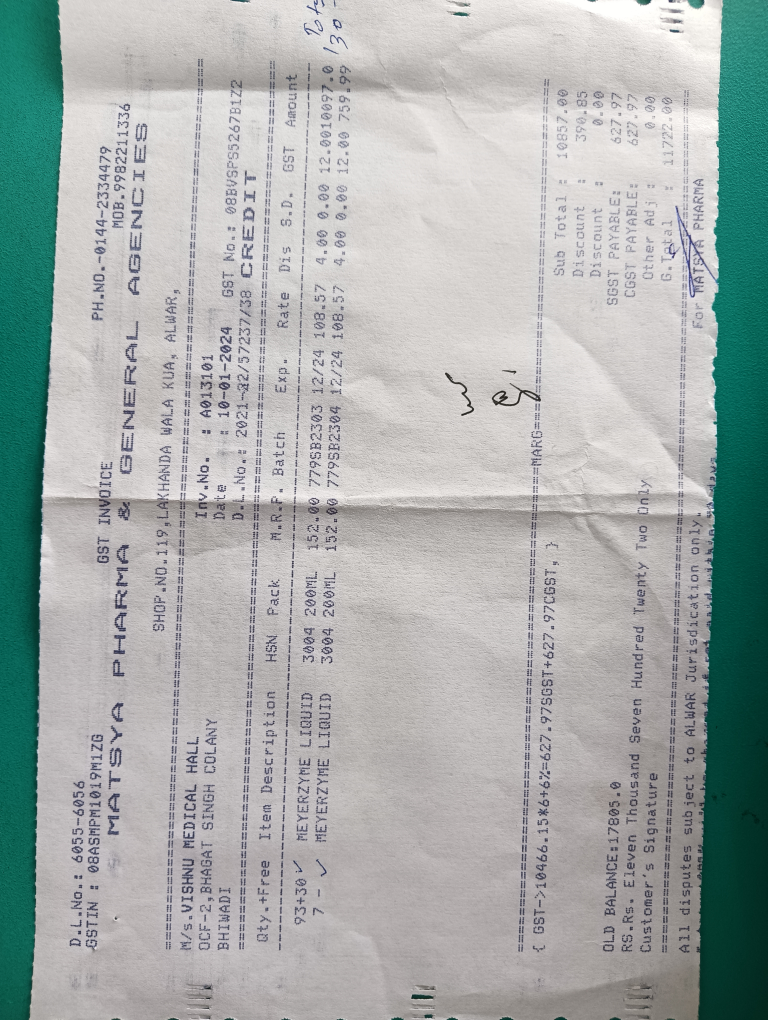 D.L.No.: 6055-6056 PH.NO.-0144-2334479
GSTIN : 08ASMPM1019M1ZG GST INVOICE MOB.9982211336
MATSYA PHARMA & GENERAL AGENCIES
SHOP.NO.119,LAKHANDA WALA KUA, ALWAR,
================================================================================
M/s.VISHNU MEDICAL HALL Inv.No. : A013101
OCF-2,BHAGAT SINGH COLANY Date : 10-01-2024 GST No.: 08BVSPS5267B1Z2
BHIWADI D.L.No.: 2021-22/57237/38 CREDIT
================================================================================
Qty.+Free Item Description HSN Pack M.R.P. Batch Exp. Rate Dis S.D. GST Amount
--------------------------------------------------------------------------------
93+30 ✓ MEYERZYME LIQUID 3004 200ML 152.00 779SB2303 12/24 108.57 4.00 0.00 12.0010097.0
7 - ✓ MEYERZYME LIQUID 3004 200ML 152.00 779SB2304 12/24 108.57 4.00 0.00 12.00 759.99
130-
================================================MARG================================
{ GST->10466.15*6+6%=627.97SGST+627.97CGST, } Sub Total : 10857.00
Discount : 390.85
Discount : 0.00
SGST PAYABLE: 627.97
OLD BALANCE:17805.0 CGST PAYABLE: 627.97
RS.Rs. Eleven Thousand Seven Hundred Twenty Two Only Other Adj : 0.00
Customer's Signature G.Total : 11722.00
================================================================================
All disputes subject to ALWAR Jurisdication only. For MATSYA PHARMA